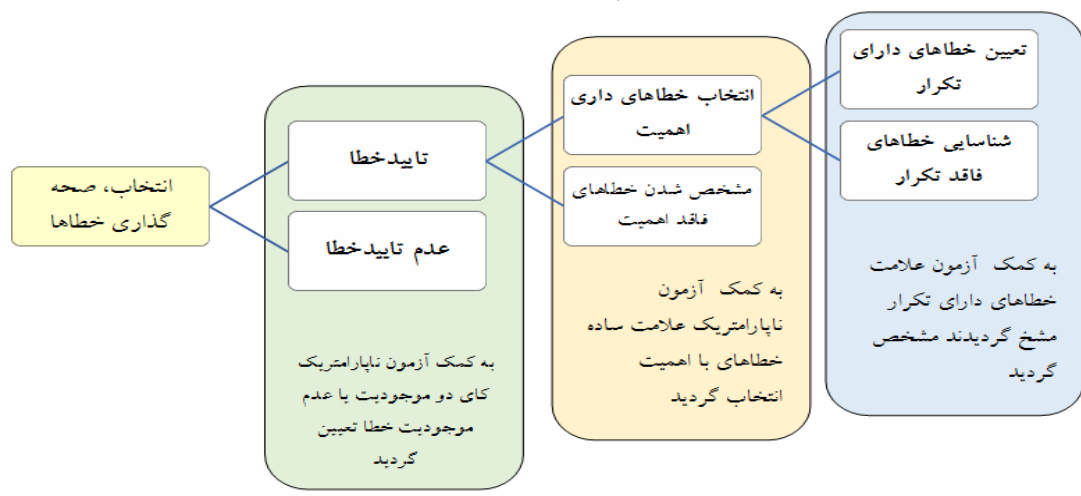 انتخاب، صحه
گذاری خطاها
تاییدخطا
عدم تاییدخطا
به کمک آزمون ناپارامتریک
کای دو موجودیت یا عدم
موجودیت خطا تعیین
گردید
انتخاب خطاهای داری
اهمیت
مشخص شدن خطاهای
فاقد اهمیت
به کمک آزمون
ناپارامتریک علامت ساده
خطاهای با اهمیت
انتخاب گردید
تعیین خطاهای دارای
تکرار
شناسایی خطاهای
فاقد تکرار
به کمک آزمون علامت
خطاهای دارای تکرار
مشخ گردیدند مشخص
گردید